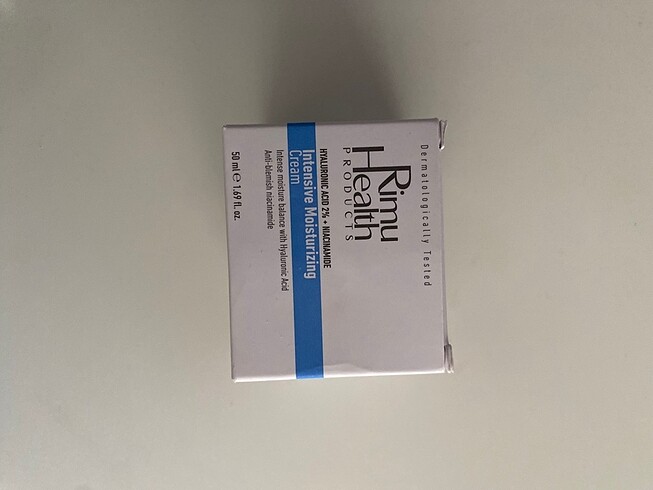 Dermatologically Tested
Rimu
Health
PRODUCTS
HYALURONIC ACID 2% + NIACINAMIDE
Intensive Moisturizing
Cream
Intense moisture balance with Hyaluronic Acid
Anti-blemish niacinamide
50 ml ℮ 1.69 fl. oz.